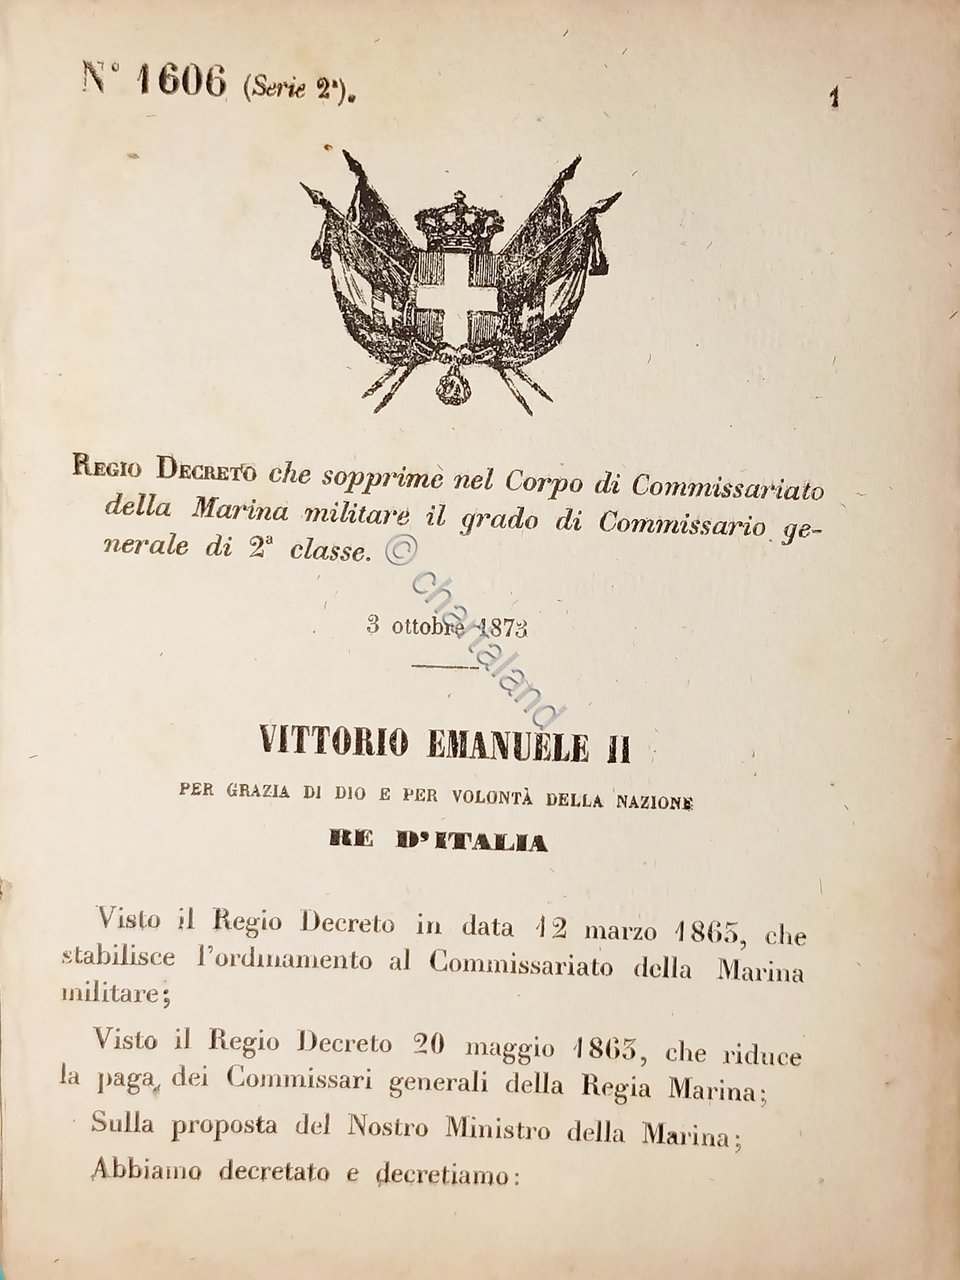 N° 1606 (Serie 2ª).
1
REGIO DECRETO che sopprime nel Corpo di Commissariato
della Marina militare il grado di Commissario ge-
nerale di 2ª classe.
© chartaland
3 ottobre 1873
VITTORIO EMANUELE II
PER GRAZIA DI DIO E PER VOLONTÀ DELLA NAZIONE
RE D'ITALIA
Visto il Regio Decreto in data 12 marzo 1865, che
stabilisce l'ordinamento al Commissariato della Marina
militare;
Visto il Regio Decreto 20 maggio 1865, che riduce
la paga dei Commissari generali della Regia Marina;
Sulla proposta del Nostro Ministro della Marina;
Abbiamo decretato e decretiamo: